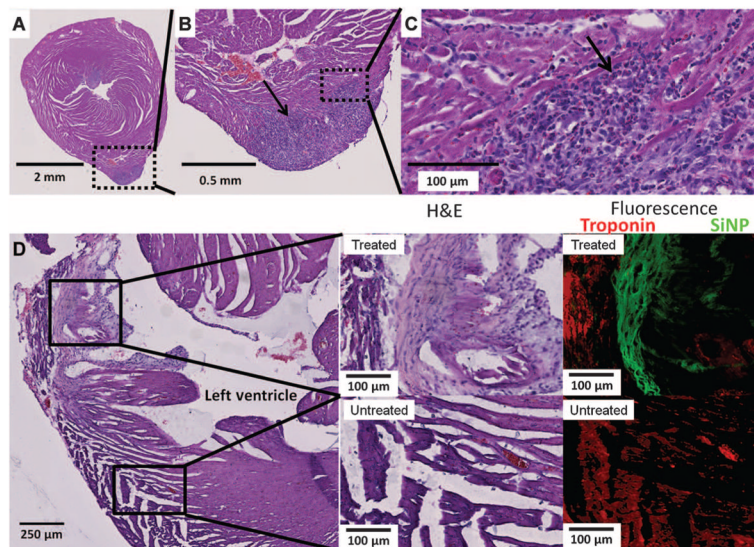 A
2 mm
B
0.5 mm
C
100 µm
H&E
Fluorescence
Troponin SiNP
D
Left ventricle
250 µm
Treated
100 µm
Untreated
100 µm
Treated
100 µm
Untreated
100 µm